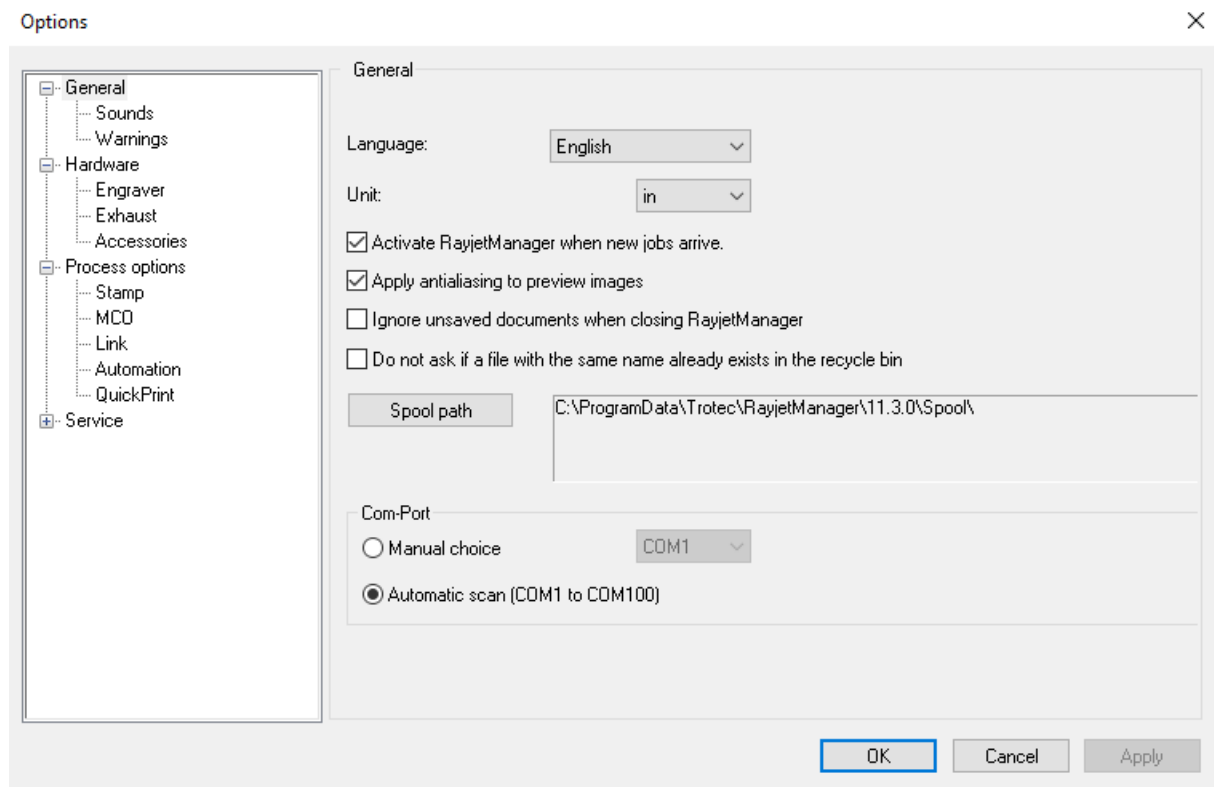 Options
General
Sounds
Warnings
Hardware
Engraver
Exhaust
Accessories
Process options
Stamp
MCO
Link
Automation
QuickPrint
Service
General
Language: English
Unit: in
Activate RayjetManager when new jobs arrive.
Apply antialiasing to preview images
Ignore unsaved documents when closing RayjetManager
Do not ask if a file with the same name already exists in the recycle bin
Spool path C:\ProgramData\Trotec\RayjetManager\11.3.0\Spool\
Com-Port
Manual choice COM1
Automatic scan (COM1 to COM100)
OK Cancel Apply